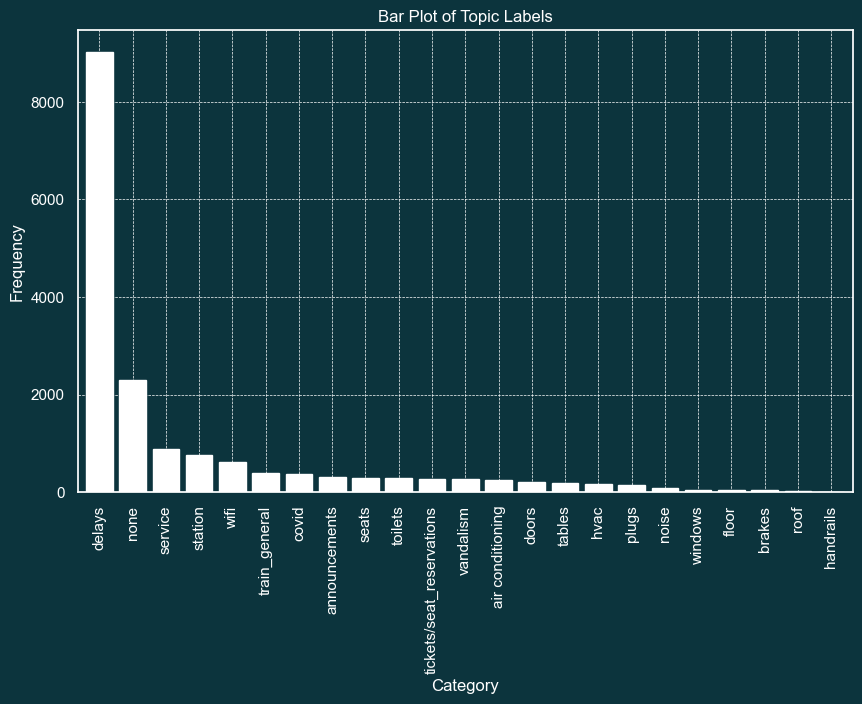 Bar Plot of Topic Labels
Frequency
8000
6000
4000
2000
0
delays
none
service
station
wifi
train_general
covid
announcements
seats
toilets
tickets/seat_reservations
vandalism
air conditioning
doors
tables
hvac
plugs
noise
windows
floor
brakes
roof
handrails
Category